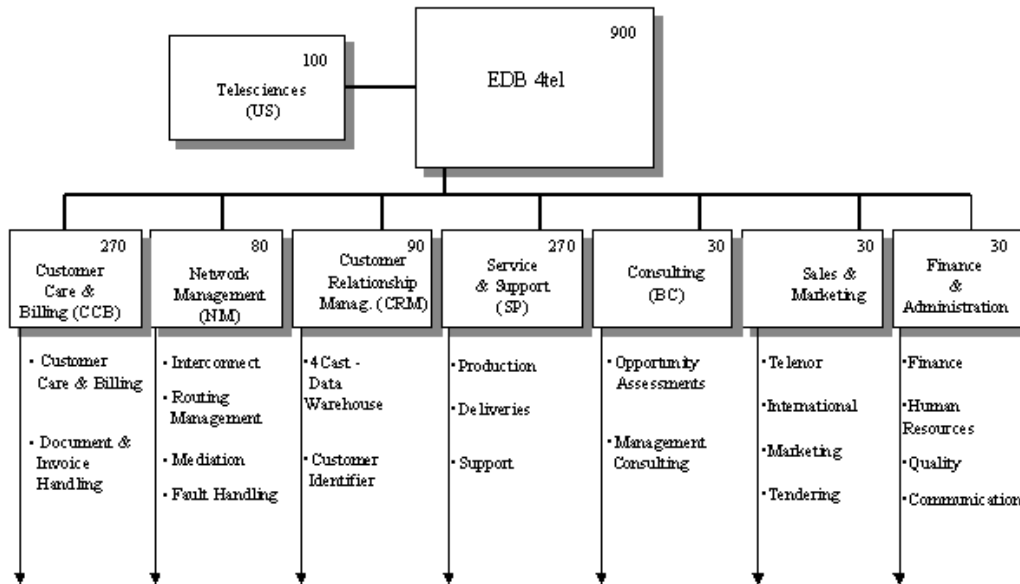 900
EDB 4tel
100
Telesciences
(US)
270
Customer
Care &
Billing (CCB)
80
Network
Management
(NM)
90
Customer
Relationship
Manag. (CRM)
270
Service
& Support
(SP)
30
Consulting
(BC)
30
Sales &
Marketing
30
Finance
&
Administration
• Customer
Care & Billing
• Document &
Invoice
Handling
• Interconnect
• Routing
Management
• Mediation
• Fault Handling
• 4Cast -
Data
Warehouse
• Customer
Identifier
• Production
• Deliveries
• Support
• Opportunity
Assessments
• Management
Consulting
• Telenor
• International
• Marketing
• Tendering
• Finance
• Human
Resources
• Quality
• Communication